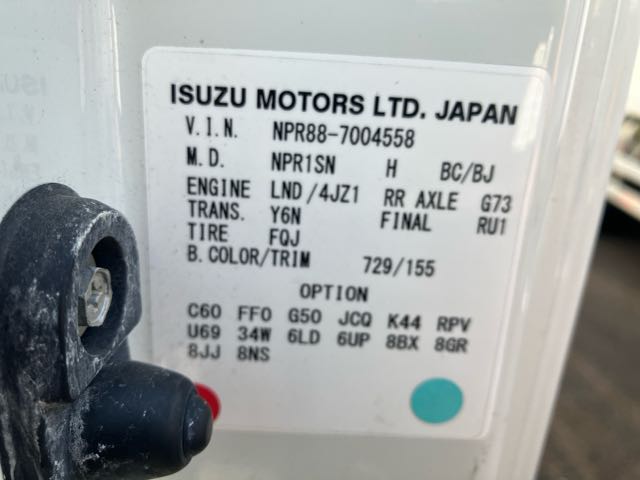 ISUZU MOTORS LTD. JAPAN
V.I.N. NPR88-7004558
M.D. NPR1SN H BC/BJ
ENGINE LND/4JZ1 RR AXLE G73
TRANS. Y6N FINAL RU1
TIRE FQJ
B.COLOR/TRIM 729/155
OPTION
C60 FF0 G50 JCQ K44 RPV
U69 34W 6LD 6UP 8BX 8GR
8JJ 8NS